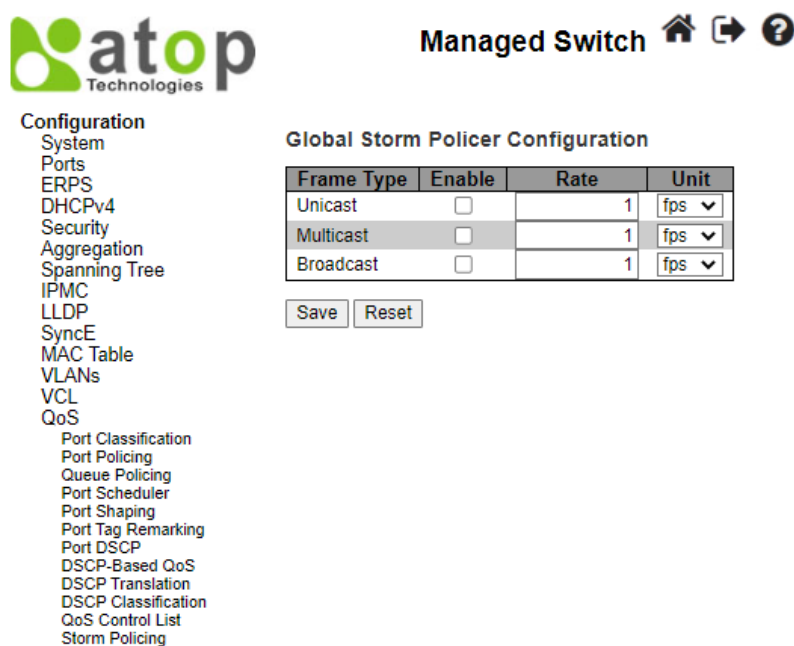 atop
Technologies
Managed Switch
Configuration
System
Ports
ERPS
DHCPv4
Security
Aggregation
Spanning Tree
IPMC
LLDP
SyncE
MAC Table
VLANs
VCL
QoS
Port Classification
Port Policing
Queue Policing
Port Scheduler
Port Shaping
Port Tag Remarking
Port DSCP
DSCP-Based QoS
DSCP Translation
DSCP Classification
QoS Control List
Storm Policing
Global Storm Policer Configuration
Frame Type Enable Rate Unit
Unicast 1 fps
Multicast 1 fps
Broadcast 1 fps
Save Reset